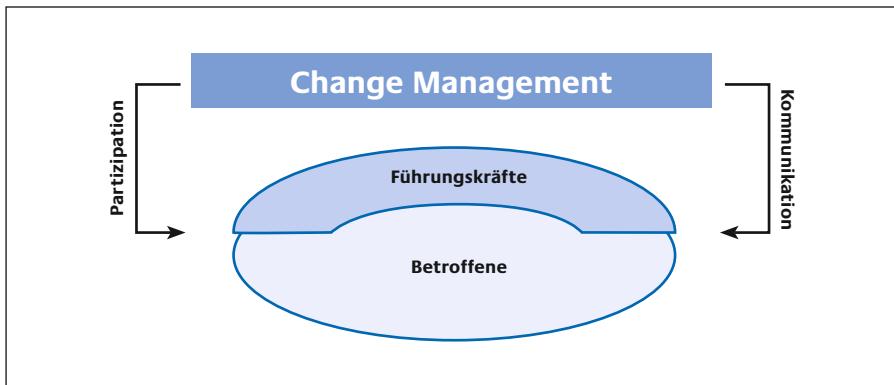 Change Management
Partizipation
Kommunikation
Führungskräfte
Betroffene